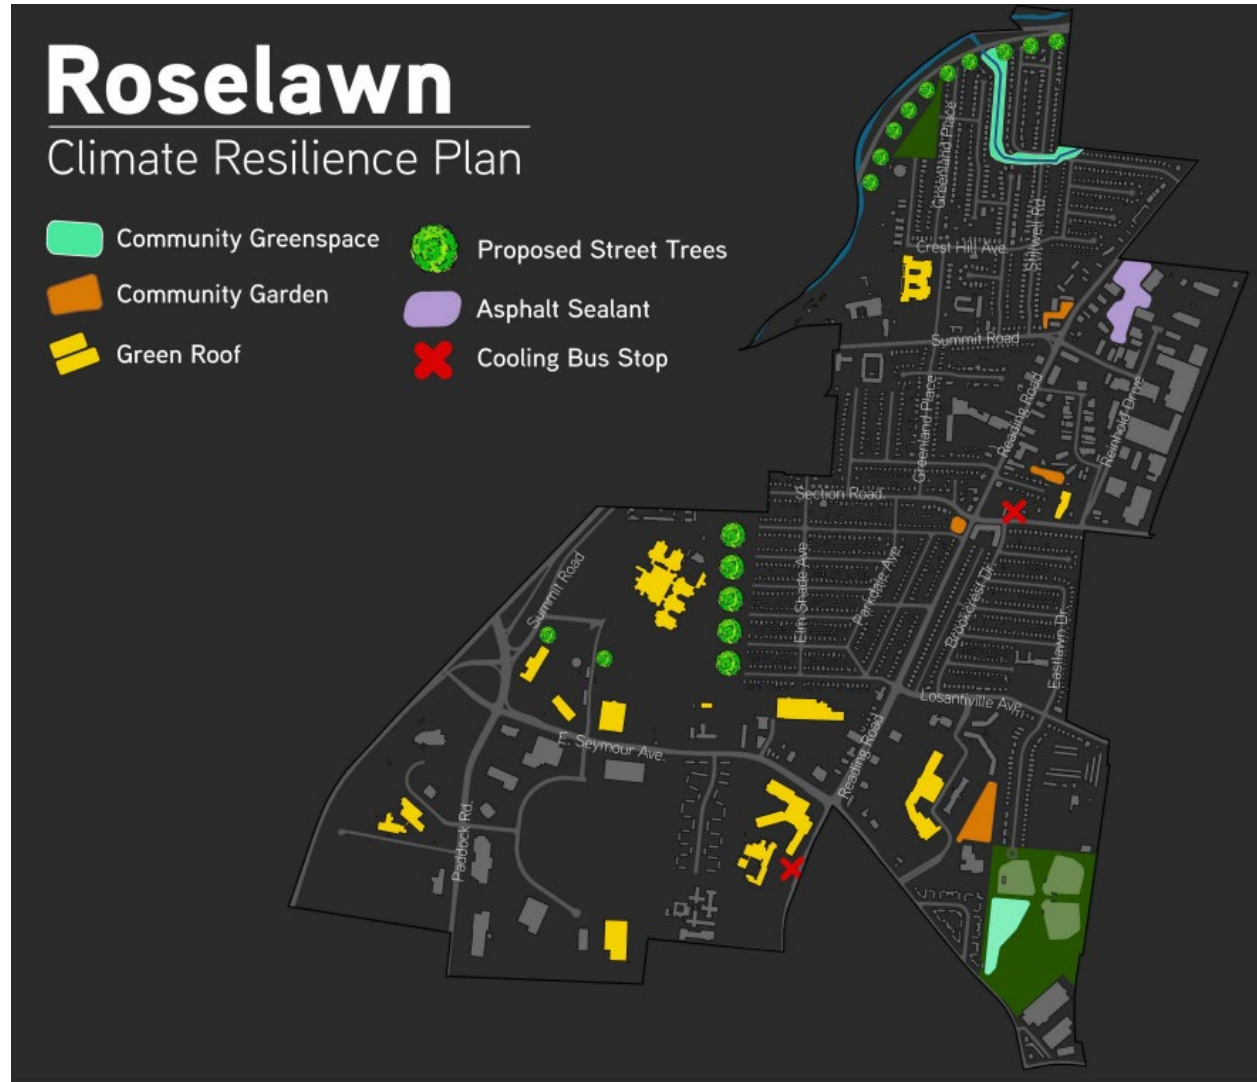 Roselawn
Climate Resilience Plan
Community Greenspace
Community Garden
Green Roof
Proposed Street Trees
Asphalt Sealant
Cooling Bus Stop
Greenland Place
Stillwell Rd.
Crest Hill Ave.
Summit Road
Greenland Place
Reading Road
Reinhold Drive
Section Road.
Summit Road
Elm Shade Ave
Parkdale Ave.
Brookcrest Dr.
Eastlawn Dr.
Losantiville Ave.
E. Seymour Ave.
Reading Road
Paddock Rd.